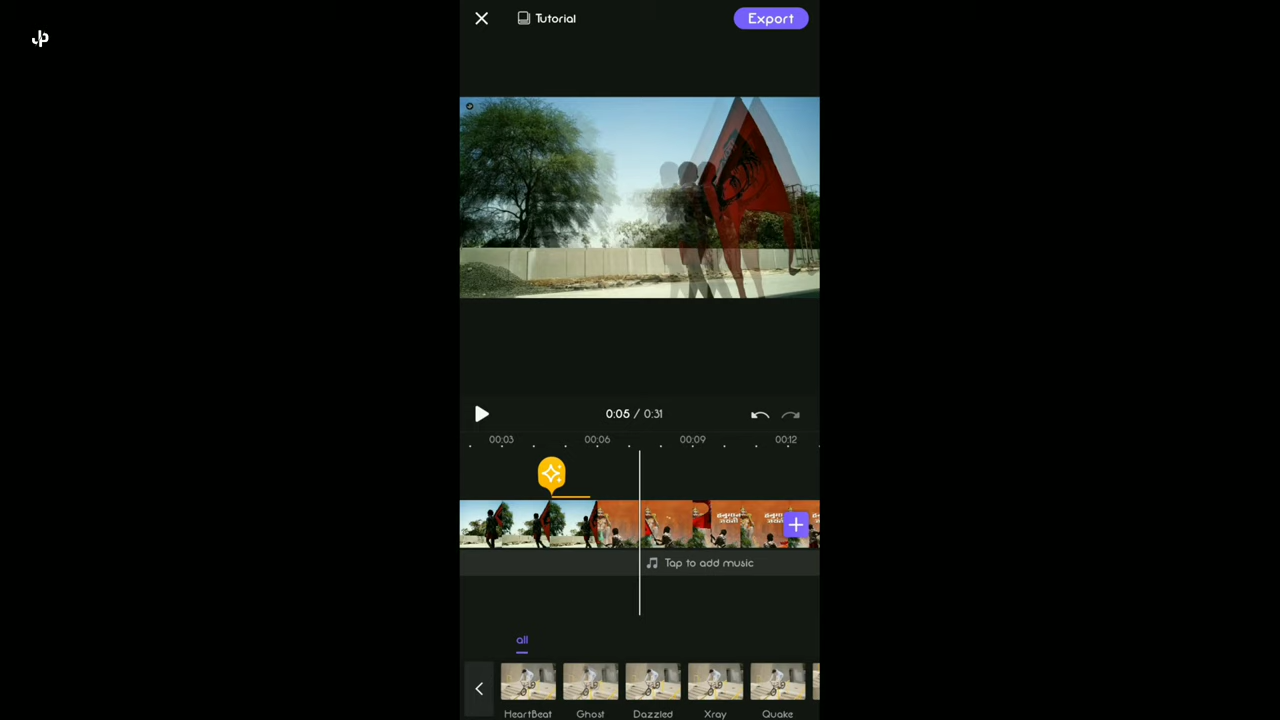 Tutorial
Export
0:05 / 0:31
00:03 00:06 00:09 00:12
Tap to add music
all
HeartBeat Ghost Dazzled Xray Quake